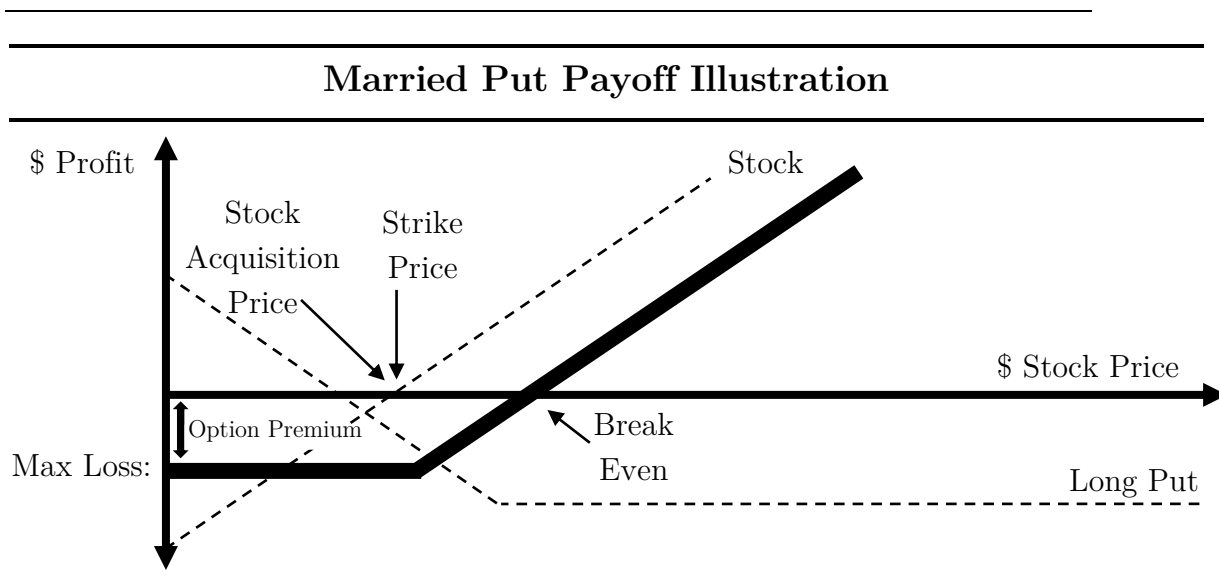 Married Put Payoff Illustration
$ Profit
Stock
Stock
Acquisition
Price
Strike
Price
$ Stock Price
Option Premium
Break
Even
Max Loss:
Long Put